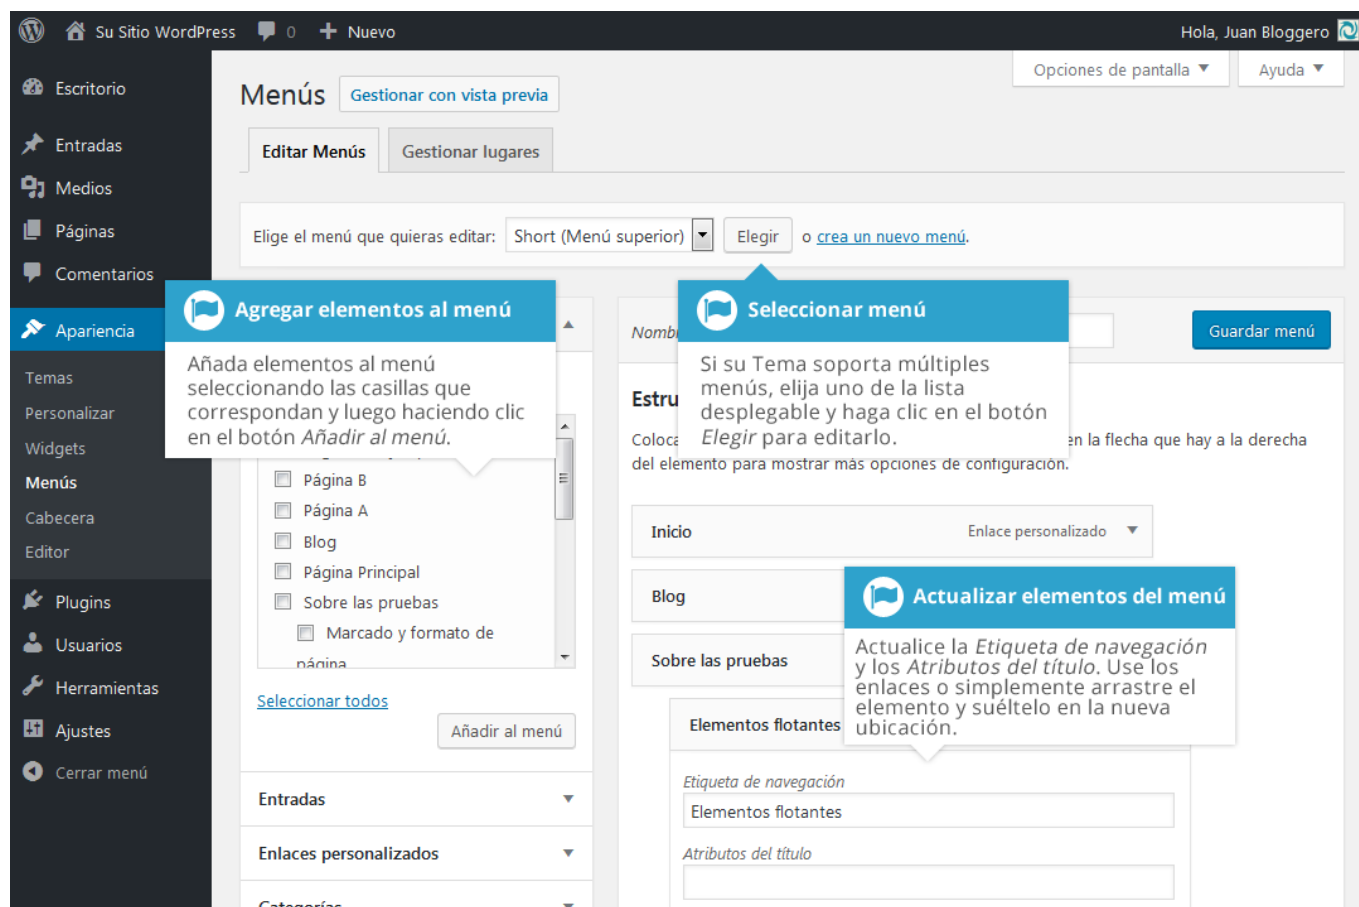 Su Sitio WordPress 0 + Nuevo Hola, Juan Bloggero
Opciones de pantalla Ayuda
Escritorio
Entradas
Medios
Páginas
Comentarios
Apariencia
Temas
Personalizar
Widgets
Menús
Cabecera
Editor
Plugins
Usuarios
Herramientas
Ajustes
Cerrar menú
Menús Gestionar con vista previa
Editar Menús Gestionar lugares
Elige el menú que quieras editar: Short (Menú superior) Elegir o crea un nuevo menú.
Agregar elementos al menú
Añada elementos al menú
seleccionando las casillas que
correspondan y luego haciendo clic
en el botón Añadir al menú.
Página B
Página A
Blog
Página Principal
Sobre las pruebas
Marcado y formato de
página
Seleccionar todos
Añadir al menú
Entradas
Enlaces personalizados
Categorías
Seleccionar menú
Si su Tema soporta múltiples
menús, elija uno de la lista
desplegable y haga clic en el botón
Elegir para editarlo.
Guardar menú
en la flecha que hay a la derecha
del elemento para mostrar más opciones de configuración.
Inicio Enlace personalizado
Blog
Sobre las pruebas
Elementos flotantes
Actualizar elementos del menú
Actualice la Etiqueta de navegación
y los Atributos del título. Use los
enlaces o simplemente arrastre el
elemento y suéltelo en la nueva
ubicación.
Etiqueta de navegación
Elementos flotantes
Atributos del título